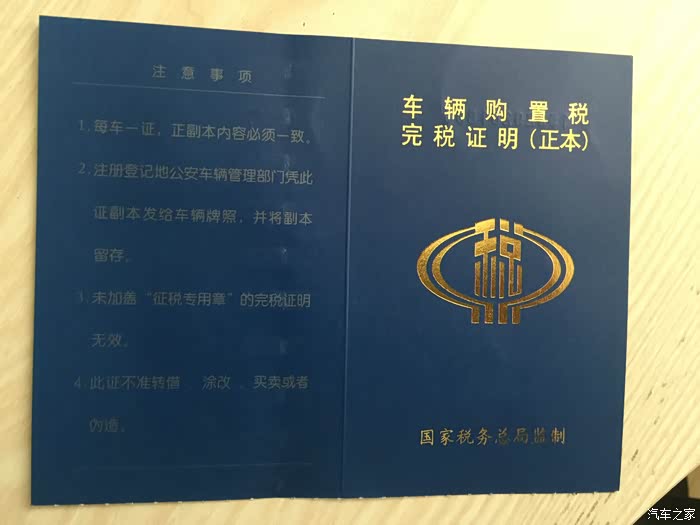 注意事项
1. 每车一证，正副本内容必须一致。
2. 注册登记地公安车辆管理部门凭此
证副本发给车辆牌照，并将副本
留存。
3. 未加盖“征税专用章”的完税证明
无效。
4. 此证不准转借、涂改、买卖或者
伪造。
车辆购置税
完税证明(正本)
税
国家税务总局监制
汽车之家